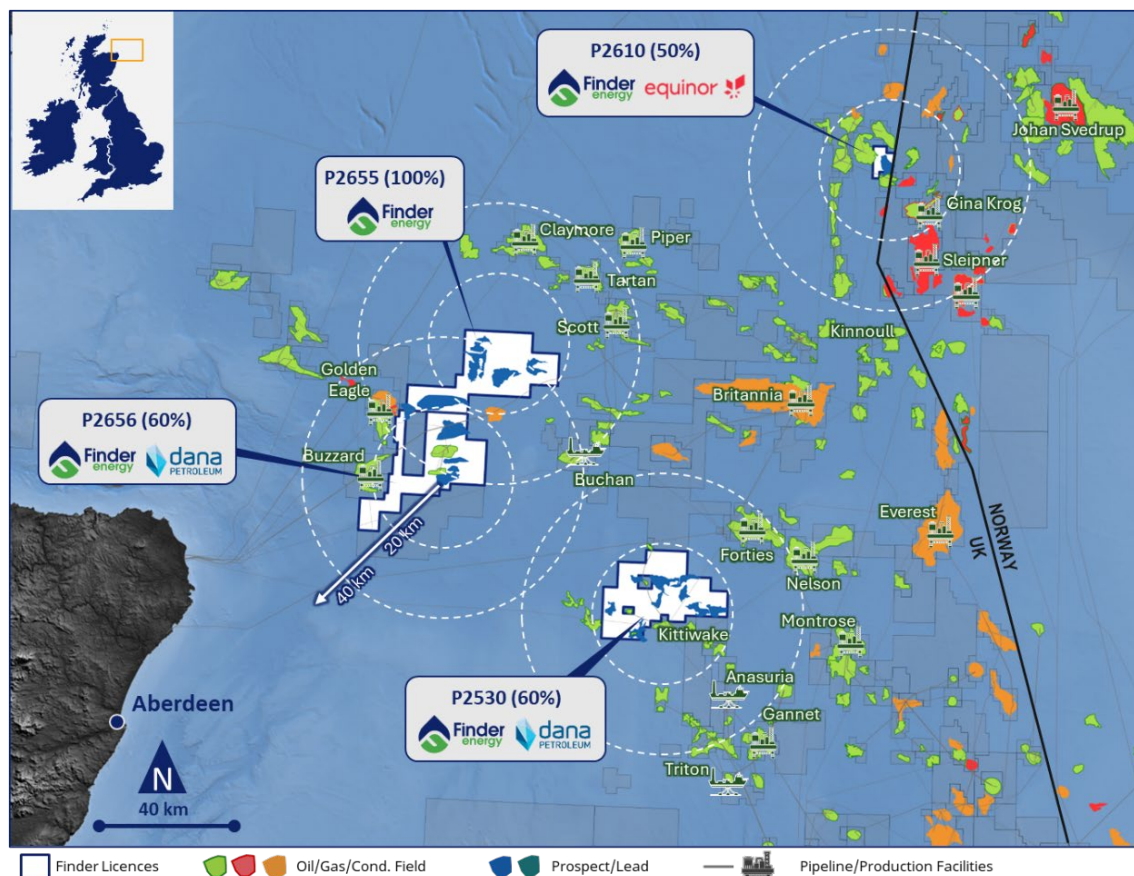 P2610 (50%)
Finder
energy
equinor
Johan Svedrup
P2655 (100%)
Finder
energy
Gina Krog
Claymore
Piper
Sleipner
Tartan
Scott
Kinnoull
Golden
Eagle
Britannia
P2656 (60%)
Finder
energy
dana
PETROLEUM
Buzzard
Buchan
NORWAY
UK
Everest
20 km
40 km
Forties
Nelson
Kittiwake
Montrose
P2530 (60%)
Finder
energy
dana
PETROLEUM
Anasuria
Gannet
Triton
Aberdeen
N
40 km
Finder Licences
Oil/Gas/Cond. Field
Prospect/Lead
Pipeline/Production Facilities